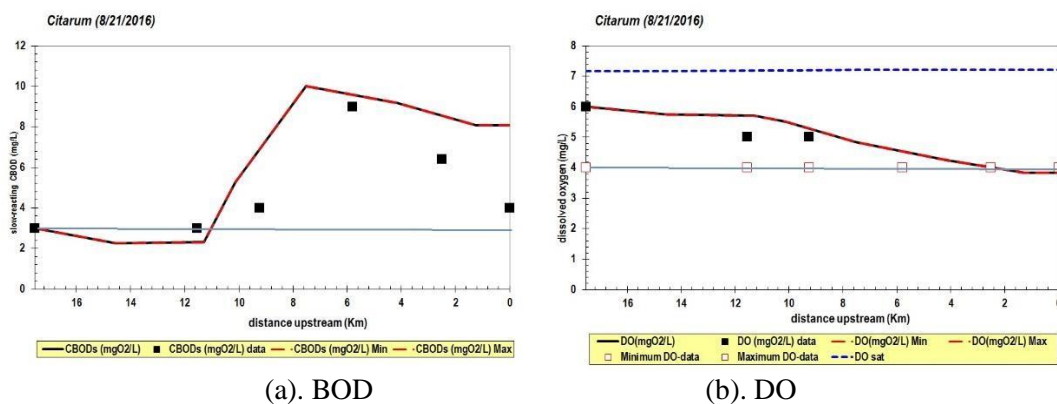 Citarum (8/21/2016)
12
10
8
6
4
2
0
slow-reacting CBOD (mg/L)
16 14 12 10 8 6 4 2 0
distance upstream (Km)
CBODs (mgO2/L) CBODs (mgO2/L) data CBODs (mgO2/L) Min CBODs (mgO2/L) Max
(a). BOD
Citarum (8/21/2016)
8
7
6
5
4
3
2
1
0
dissolved oxygen (mg/L)
16 14 12 10 8 6 4 2 0
distance upstream (Km)
DO(mgO2/L) DO (mgO2/L) data DO(mgO2/L) Min DO(mgO2/L) Max
Minimum DO-data Maximum DO-data DO sat
(b). DO